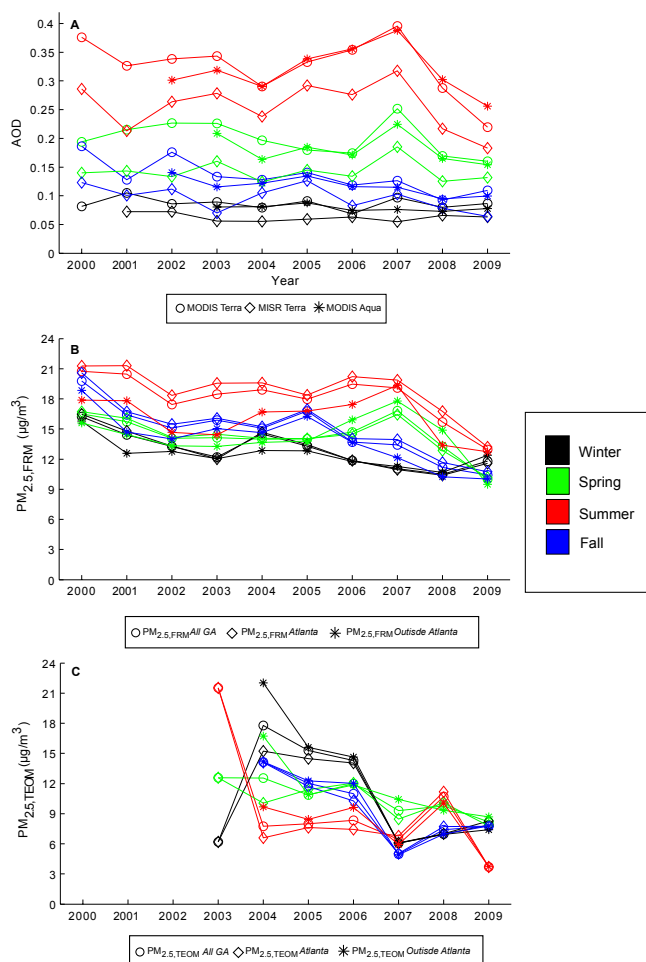 A
AOD
0.4
0.35
0.3
0.25
0.2
0.15
0.1
0.05
0
2000 2001 2002 2003 2004 2005 2006 2007 2008 2009
Year
MODIS Terra MISR Terra MODIS Aqua
B
PM2.5,FRM (µg/m³)
24
21
18
15
12
9
6
3
0
2000 2001 2002 2003 2004 2005 2006 2007 2008 2009
PM2.5,FRM All GA PM2.5,FRM Atlanta PM2.5,FRM Outisde Atlanta
Winter
Spring
Summer
Fall
C
PM2.5,TEOM (µg/m³)
24
21
18
15
12
9
6
3
0
2000 2001 2002 2003 2004 2005 2006 2007 2008 2009
PM2.5,TEOM All GA PM2.5,TEOM Atlanta PM2.5,TEOM Outisde Atlanta